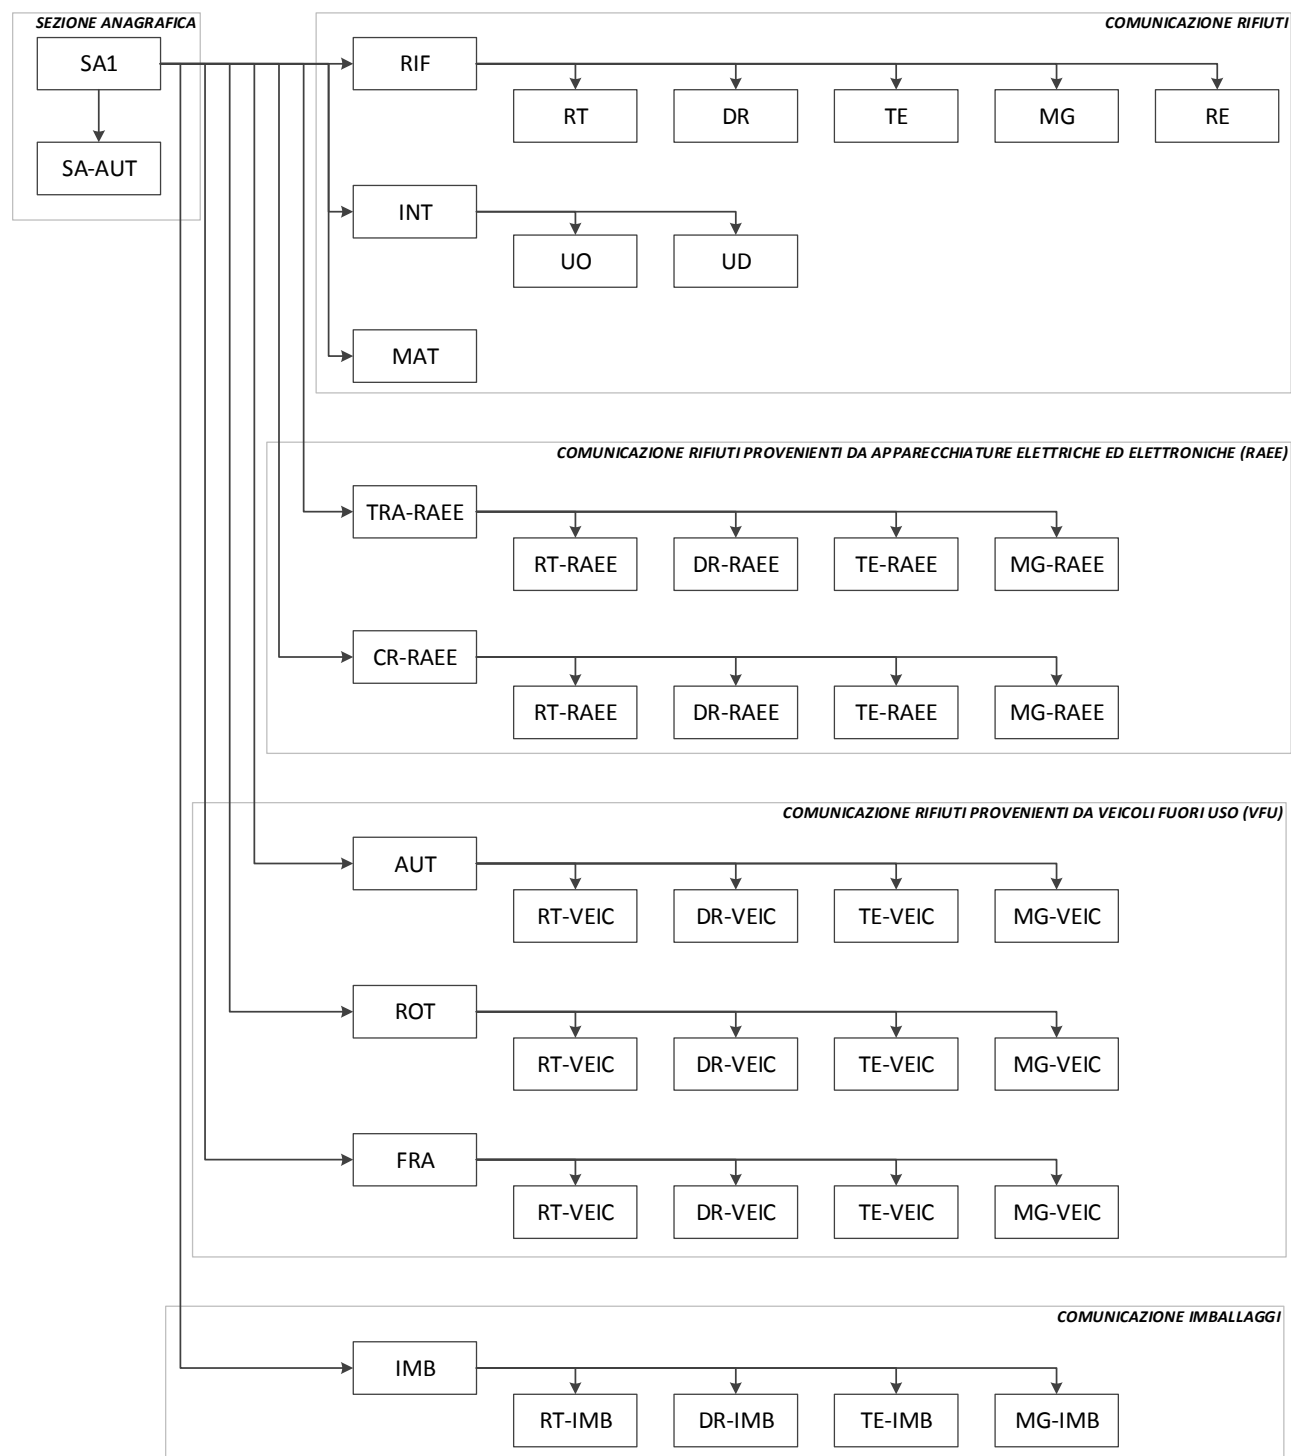 SEZIONE ANAGRAFICA
COMUNICAZIONE RIFIUTI
SA1
RIF
RT
DR
TE
MG
RE
SA-AUT
INT
UO
UD
MAT
COMUNICAZIONE RIFIUTI PROVENIENTI DA APPARECCHIATURE ELETTRICHE ED ELETTRONICHE (RAEE)
TRA-RAEE
RT-RAEE
DR-RAEE
TE-RAEE
MG-RAEE
CR-RAEE
RT-RAEE
DR-RAEE
TE-RAEE
MG-RAEE
COMUNICAZIONE RIFIUTI PROVENIENTI DA VEICOLI FUORI USO (VFU)
AUT
RT-VEIC
DR-VEIC
TE-VEIC
MG-VEIC
ROT
RT-VEIC
DR-VEIC
TE-VEIC
MG-VEIC
FRA
RT-VEIC
DR-VEIC
TE-VEIC
MG-VEIC
COMUNICAZIONE IMBALLAGGI
IMB
RT-IMB
DR-IMB
TE-IMB
MG-IMB